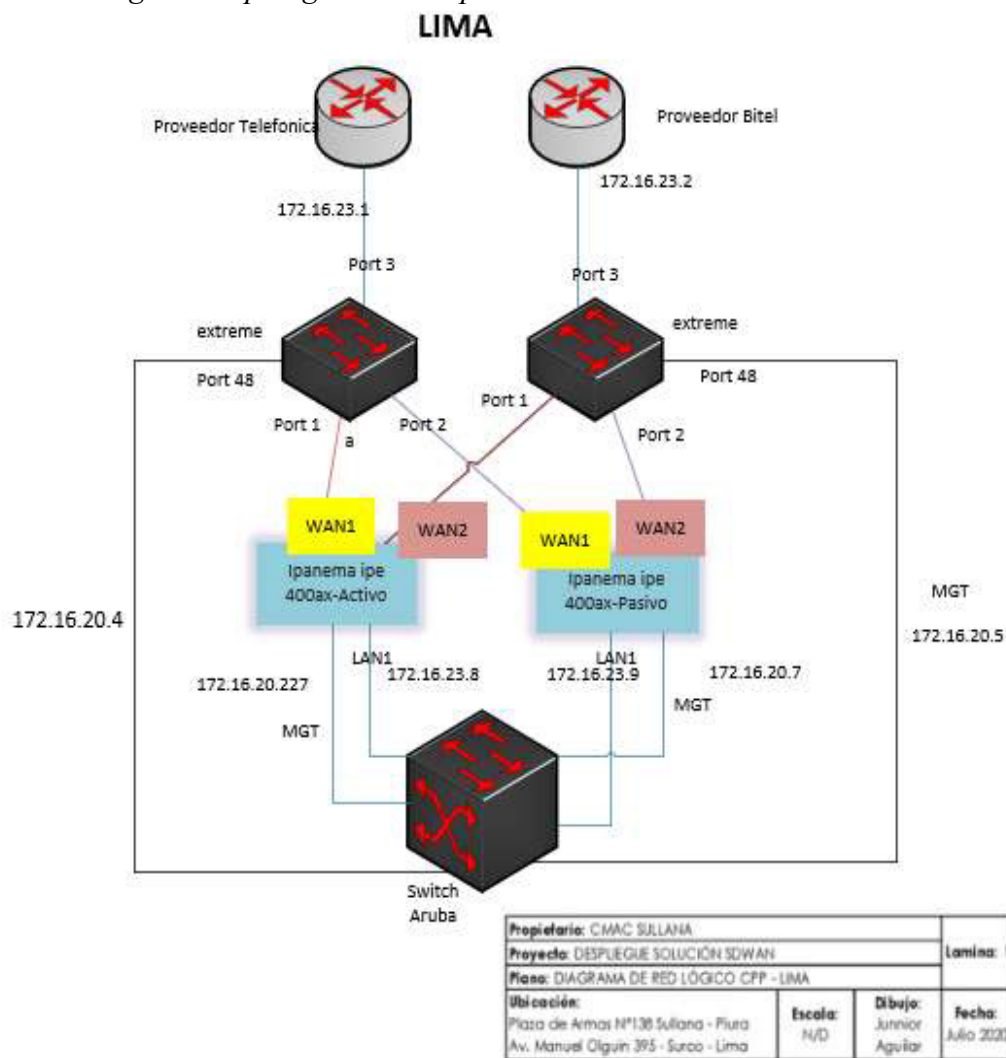 LIMA
Proveedor Telefonica
Proveedor Bitel
172.16.23.2
172.16.23.1
Port 3
Port 3
extreme
extreme
Port 48
Port 48
Port 1
Port 1
a
Port 2
Port 2
WAN1
WAN2
WAN1
WAN2
Ipanema ipe
400ax-Activo
Ipanema ipe
400ax-Pasivo
MGT
172.16.20.4
172.16.20.5
LAN1
172.16.23.8
LAN1
172.16.23.9
172.16.20.7
172.16.20.227
MGT
MGT
Switch
Aruba
Propietario: CMAC SULLANA
Proyecto: DESPLIEGUE SOLUCIÓN SDWAN
Lamina:
Plano: DIAGRAMA DE RED LÓGICO CPP - LIMA
Ubicación:
Plaza de Armas N°138 Sullana - Piura
Av. Manuel Olguin 395 - Surco - Lima
Escala:
N/D
Dibujo:
Junnior
Aguilar
Fecha:
Julio 2020